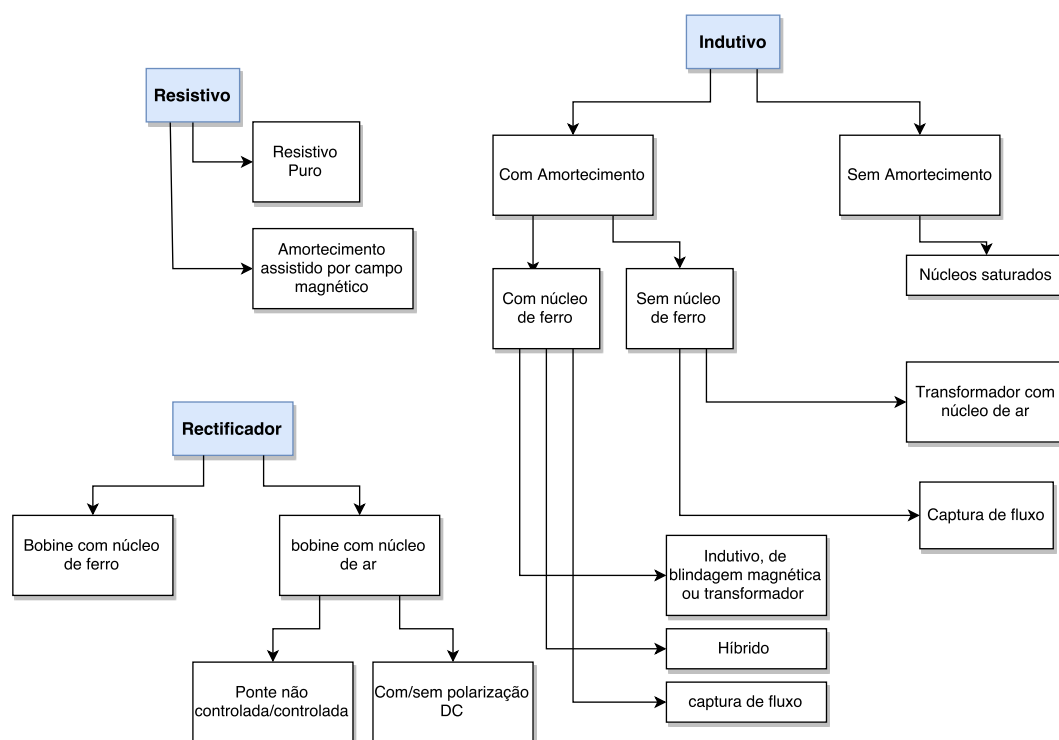 Indutivo
Resistivo
Resistivo
Puro
Amortecimento
assistido por campo
magnético
Com Amortecimento
Sem Amortecimento
Núcleos saturados
Com núcleo
de ferro
Sem núcleo
de ferro
Transformador com
núcleo de ar
Captura de fluxo
Indutivo, de
blindagem magnética
ou transformador
Híbrido
captura de fluxo
Rectificador
Bobine com núcleo
de ferro
bobine com núcleo
de ar
Ponte não
controlada/controlada
Com/sem polarização
DC